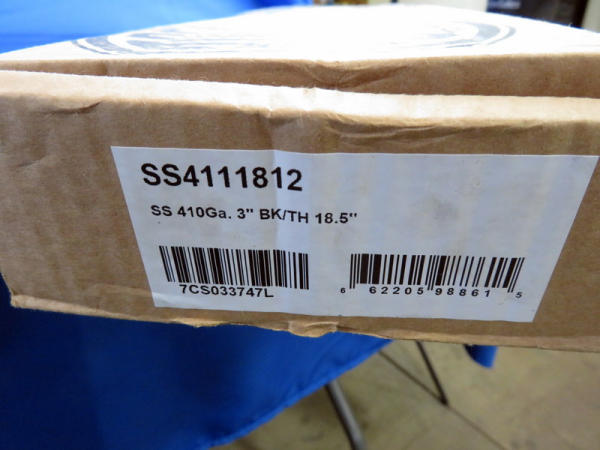 SS4111812
SS 410Ga. 3" BK/TH 18.5"
7CS033747L
6 62205 98861 5